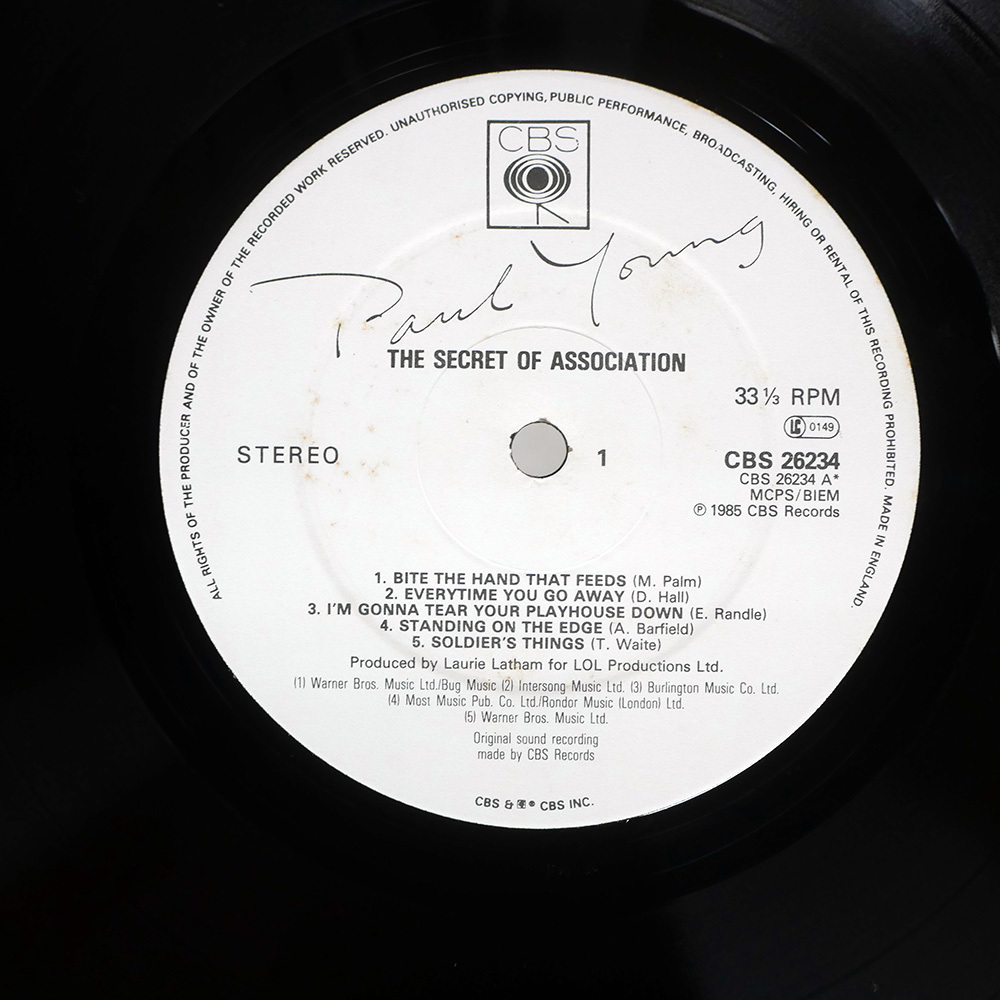 ALL RIGHTS OF THE PRODUCER AND OF THE OWNER OF THE RECORDED WORK RESERVED. UNAUTHORISED COPYING, PUBLIC PERFORMANCE, BROADCASTING, HIRING OR RENTAL OF THIS RECORDING PROHIBITED. MADE IN ENGLAND.
CBS
Paul Young
THE SECRET OF ASSOCIATION
33⅓ RPM
LC 0149
STEREO
1
CBS 26234
CBS 26234 A*
MCPS/BIEM
℗ 1985 CBS Records
1. BITE THE HAND THAT FEEDS (M. Palm)
2. EVERYTIME YOU GO AWAY (D. Hall)
3. I'M GONNA TEAR YOUR PLAYHOUSE DOWN (E. Randle)
4. STANDING ON THE EDGE (A. Barfield)
5. SOLDIER'S THINGS (T. Waite)
Produced by Laurie Latham for LOL Productions Ltd.
(1) Warner Bros. Music Ltd./Bug Music (2) Intersong Music Ltd. (3) Burlington Music Co. Ltd.
(4) Most Music Pub. Co. Ltd./Rondor Music (London) Ltd.
(5) Warner Bros. Music Ltd.
Original sound recording
made by CBS Records
CBS & ® CBS INC.